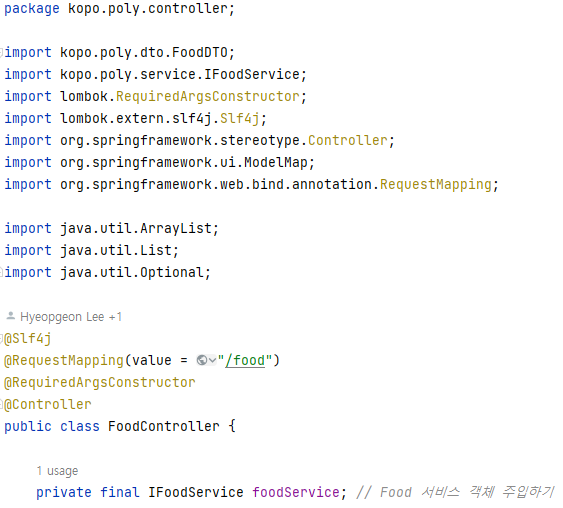 package kopo.poly.controller;
import kopo.poly.dto.FoodDTO;
import kopo.poly.service.IFoodService;
import lombok.RequiredArgsConstructor;
import lombok.extern.slf4j.Slf4j;
import org.springframework.stereotype.Controller;
import org.springframework.ui.ModelMap;
import org.springframework.web.bind.annotation.RequestMapping;
import java.util.ArrayList;
import java.util.List;
import java.util.Optional;
Hyeopgeon Lee +1
@Slf4j
@RequestMapping(value = "/food")
@RequiredArgsConstructor
@Controller
public class FoodController {
1 usage
private final IFoodService foodService; // Food 서비스 객체 주입하기